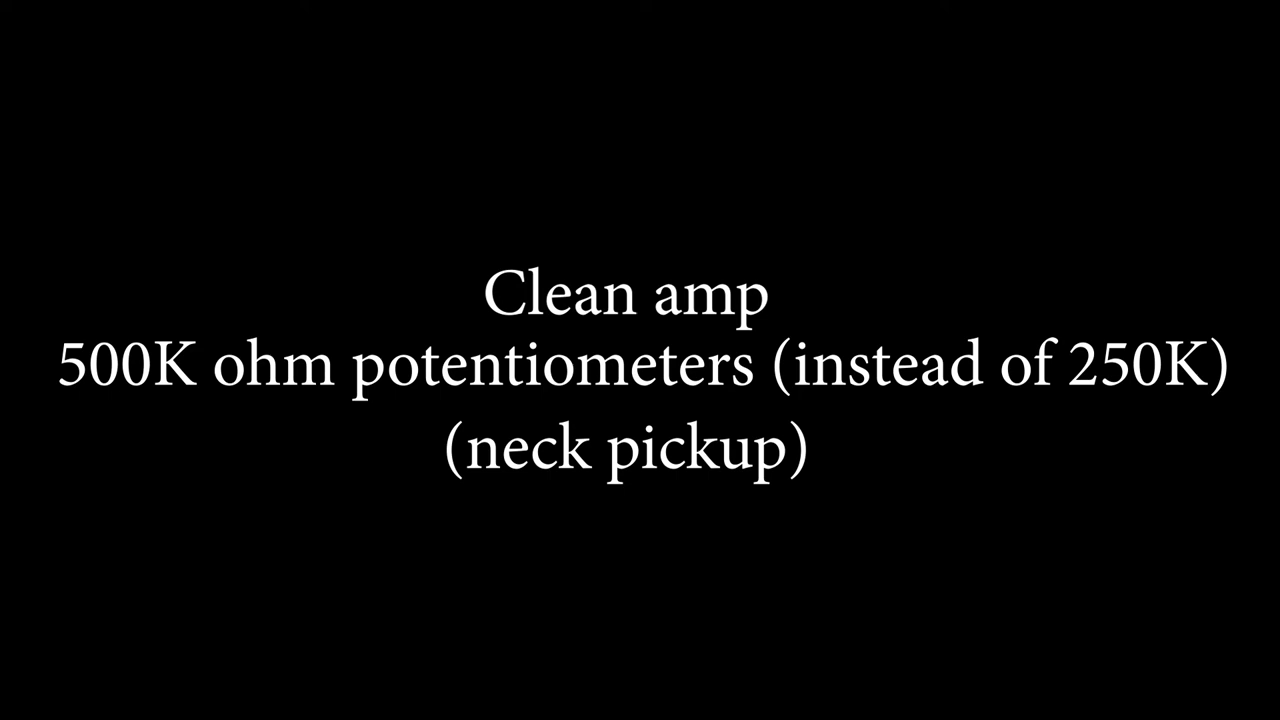 Clean amp
500K ohm potentiometers (instead of 250K)
(neck pickup)